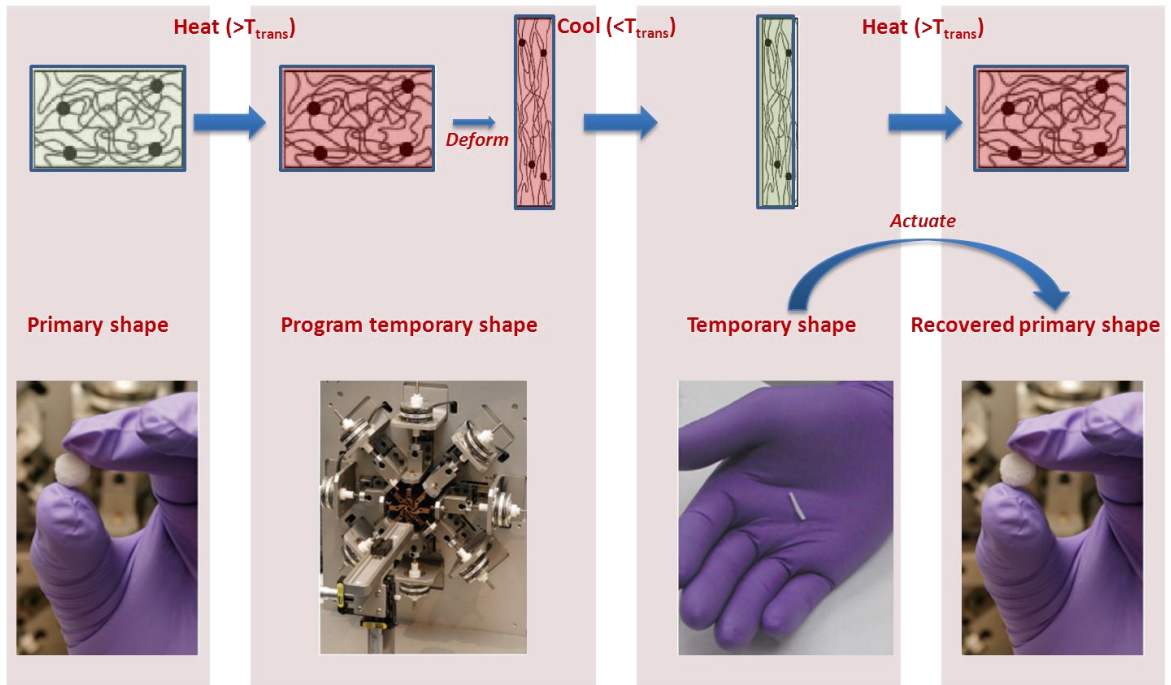 Heat (>Ttrans)
Cool (<Ttrans)
Heat (>Ttrans)
Deform
Actuate
Primary shape
Program temporary shape
Temporary shape
Recovered primary shape